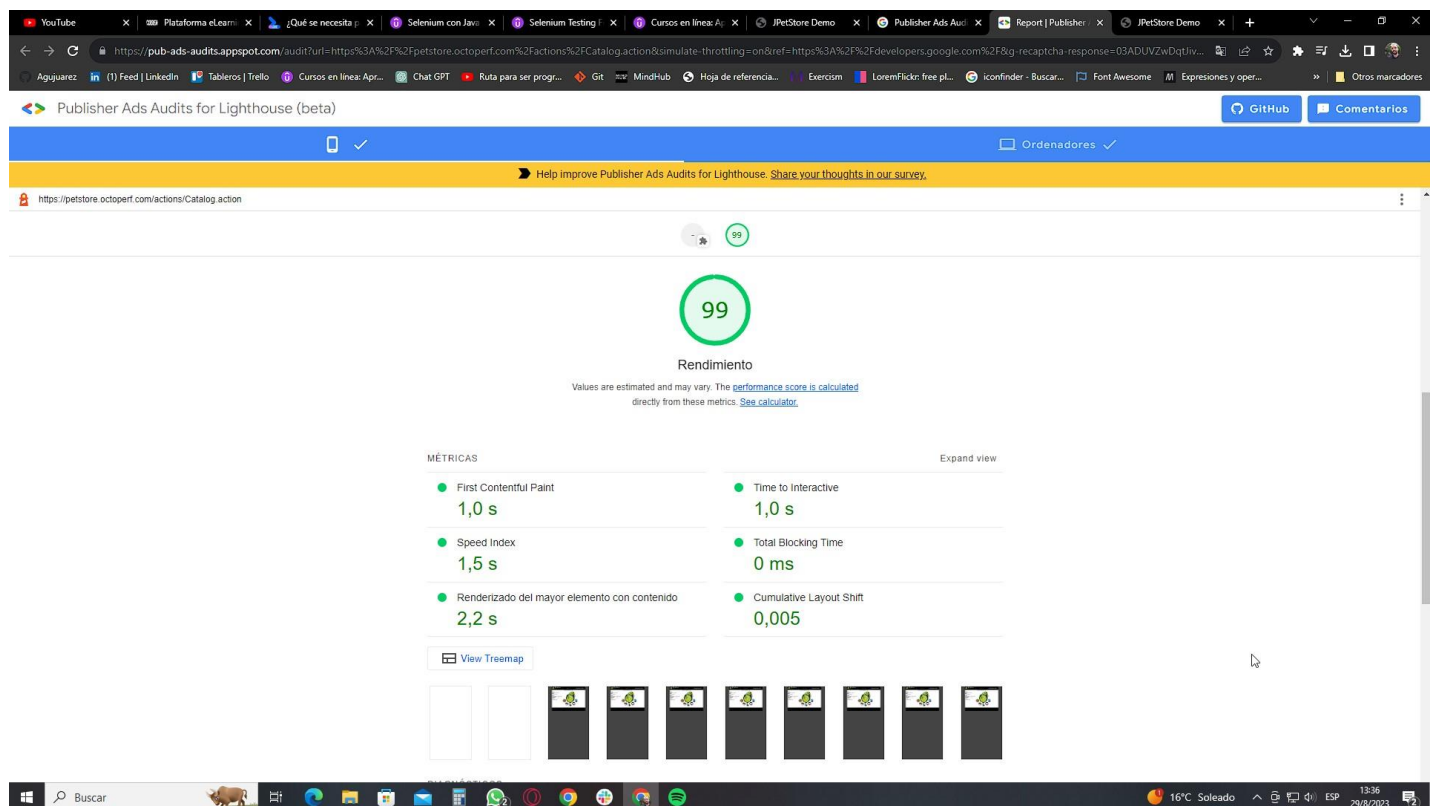 YouTube
Plataforma eLearni
¿Qué se necesita p
Selenium con Java
Selenium Testing F
Cursos en línea: Ap
JPetStore Demo
Publisher Ads Aud
Report | Publisher
JPetStore Demo
https://pub-ads-audits.appspot.com/audit?url=https%3A%2F%2Fpetstore.octoperf.com%2Factions%2FCatalog.action&simulate-throttling=on&ref=https%3A%2F%2Fdevelopers.google.com%2F&g-recaptcha-response=03ADUVZwDqtJiv...
Agujuarez
(1) Feed | LinkedIn
Tableros | Trello
Cursos en línea: Apr...
Chat GPT
Ruta para ser progr...
Git
MindHub
Hoja de referencia...
Exercism
LoremFlickr: free pl...
iconfinder - Buscar...
Font Awesome
Expresiones y oper...
»
Otros marcadores
Publisher Ads Audits for Lighthouse (beta)
GitHub
Comentarios
Ordenadores
Help improve Publisher Ads Audits for Lighthouse. Share your thoughts in our survey.
https://petstore.octoperf.com/actions/Catalog.action
99
99
Rendimiento
Values are estimated and may vary. The performance score is calculated
directly from these metrics. See calculator.
MÉTRICAS
Expand view
First Contentful Paint
1,0 s
Time to Interactive
1,0 s
Speed Index
1,5 s
Total Blocking Time
0 ms
Renderizado del mayor elemento con contenido
2,2 s
Cumulative Layout Shift
0,005
View Treemap
Buscar
16°C Soleado
ESP
13:36
29/8/2023